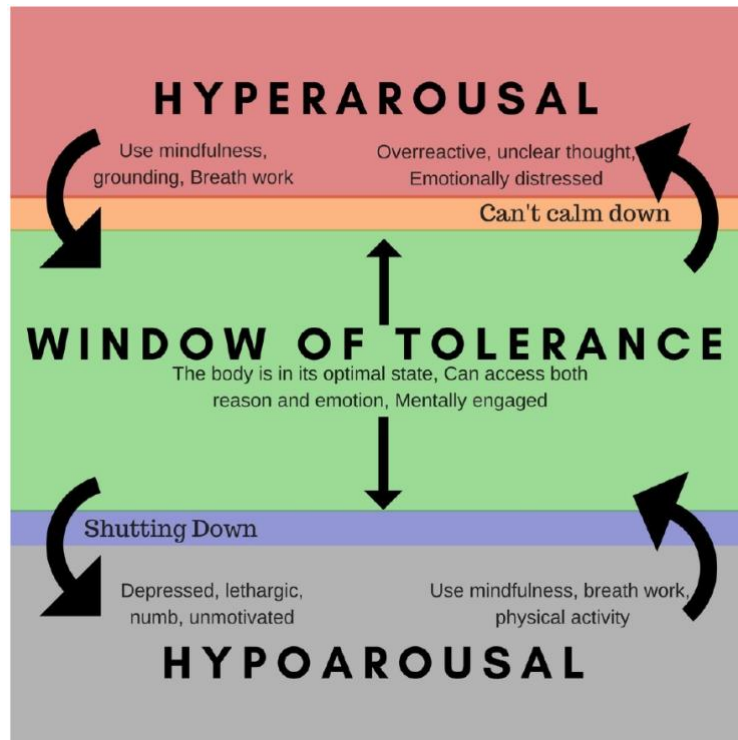 HYPERAROUSAL
Use mindfulness,
grounding, Breath work
Overreactive, unclear thought,
Emotionally distressed
Can't calm down
WINDOW OF TOLERANCE
The body is in its optimal state, Can access both
reason and emotion, Mentally engaged
Shutting Down
Depressed, lethargic,
numb, unmotivated
Use mindfulness, breath work,
physical activity
HYPOAROUSAL